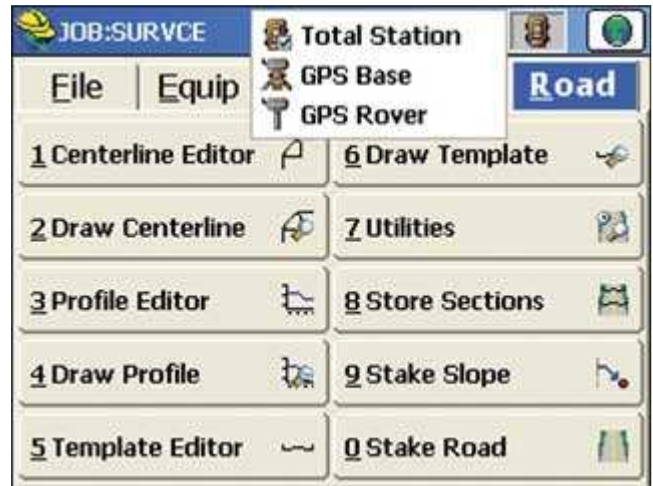 JOB:SURVCE
Total Station
GPS Base
GPS Rover
File Equip Road
1 Centerline Editor
2 Draw Centerline
3 Profile Editor
4 Draw Profile
5 Template Editor
6 Draw Template
7 Utilities
8 Store Sections
9 Stake Slope
0 Stake Road